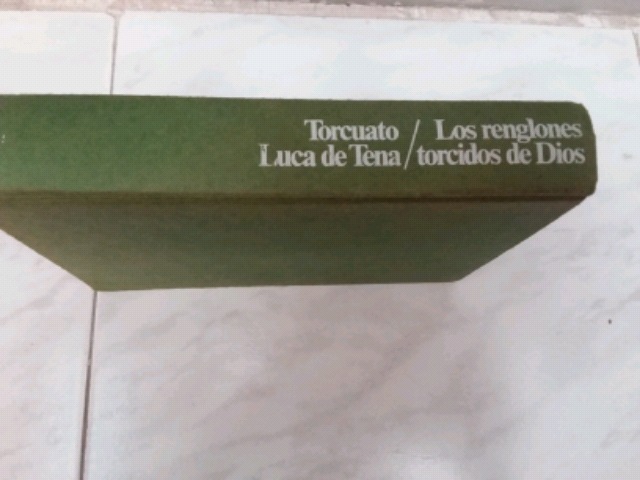 Torcuato / Los renglones
Luca de Tena / torcidos de Dios